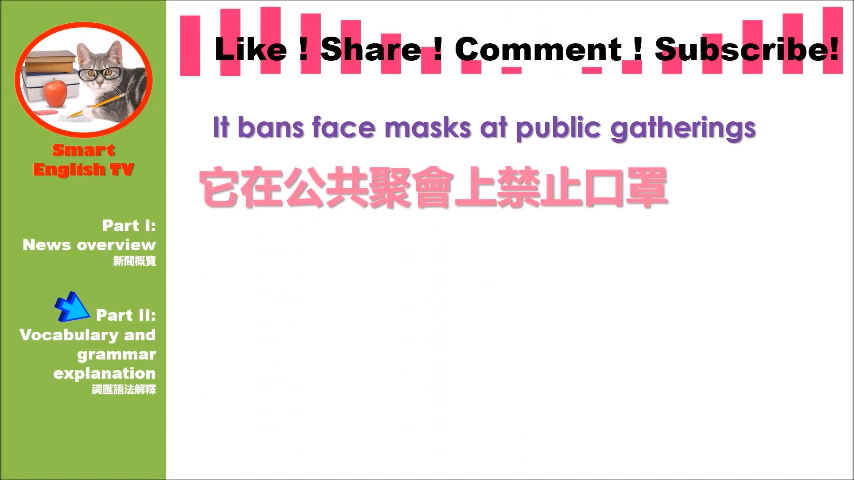 Like ! Share ! Comment ! Subscribe!
It bans face masks at public gatherings
它在公共聚會上禁止口罩
Smart
English TV
Part I:
News overview
新聞概覽
Part II:
Vocabulary and
grammar
explanation
詞匯語法解釋